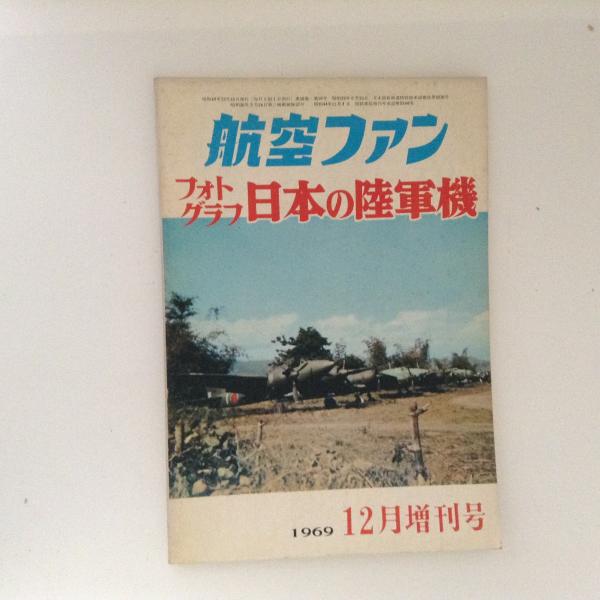 航空ファン
フォト
グラフ
日本の陸軍機
1969 12月増刊号